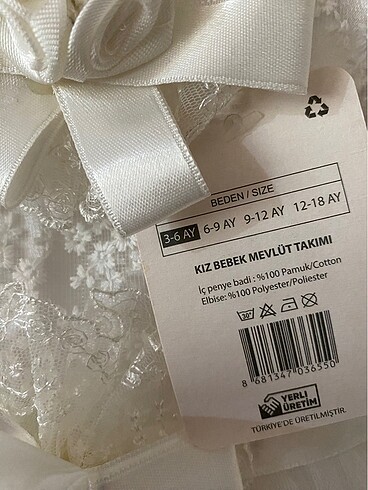 BEDEN / SIZE
3-6 AY 6-9 AY 9-12 AY 12-18 AY
KIZ BEBEK MEVLÜT TAKIMI
İç penye badi : %100 Pamuk/Cotton
Elbise: %100 Polyester/Poliester
30°
8 681347 036550
YERLİ
ÜRETİM
TÜRKİYE'DE ÜRETİLMİŞTİR.